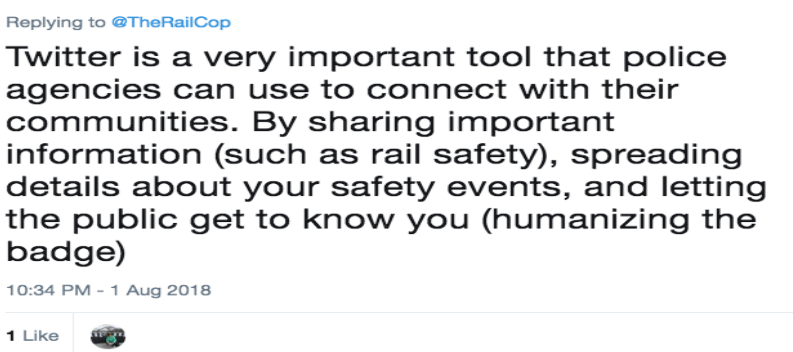 Replying to @TheRailCop
Twitter is a very important tool that police
agencies can use to connect with their
communities. By sharing important
information (such as rail safety), spreading
details about your safety events, and letting
the public get to know you (humanizing the
badge)
10:34 PM - 1 Aug 2018
1 Like